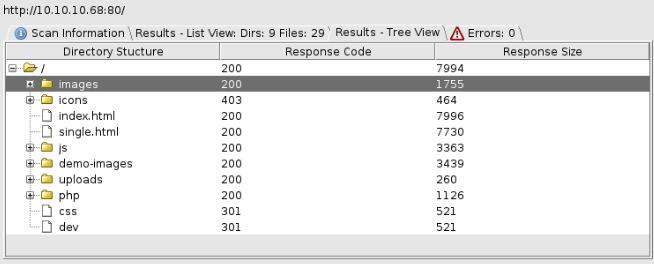 http://10.10.10.68:80/
Scan Information Results - List View: Dirs: 9 Files: 29 Results - Tree View Errors: 0
Directory Stucture Response Code Response Size
/ 200 7994
images 200 1755
icons 403 464
index.html 200 7996
single.html 200 7730
js 200 3363
demo-images 200 3439
uploads 200 260
php 200 1126
css 301 521
dev 301 521